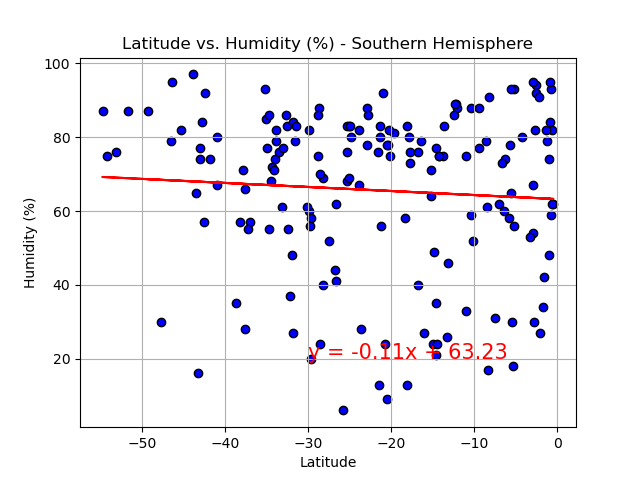 Latitude vs. Humidity (%) - Southern Hemisphere
100
80
60
40
20
Humidity (%)
y = -0.11x + 63.23
−50 −40 −30 −20 −10 0
Latitude